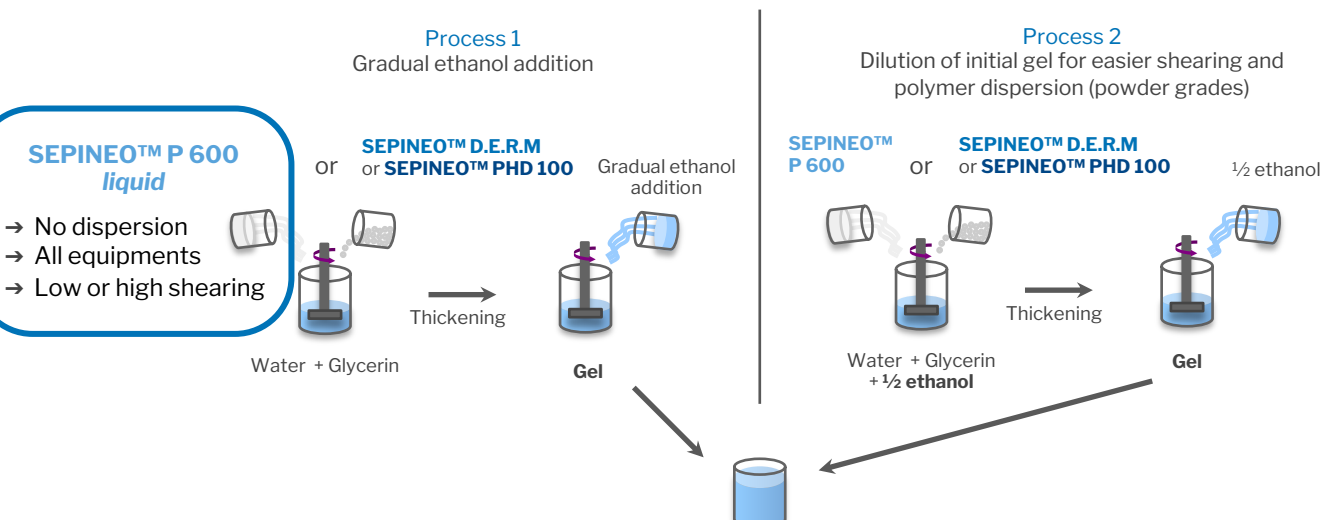 Process 1
Gradual ethanol addition
SEPINEO™ P 600
liquid
➔ No dispersion
➔ All equipments
➔ Low or high shearing
or
SEPINEO™ D.E.R.M
or SEPINEO™ PHD 100
Gradual ethanol
addition
Thickening
Water + Glycerin
Gel
Process 2
Dilution of initial gel for easier shearing and
polymer dispersion (powder grades)
SEPINEO™
P 600
or
SEPINEO™ D.E.R.M
or SEPINEO™ PHD 100
½ ethanol
Thickening
Water + Glycerin
+ ½ ethanol
Gel